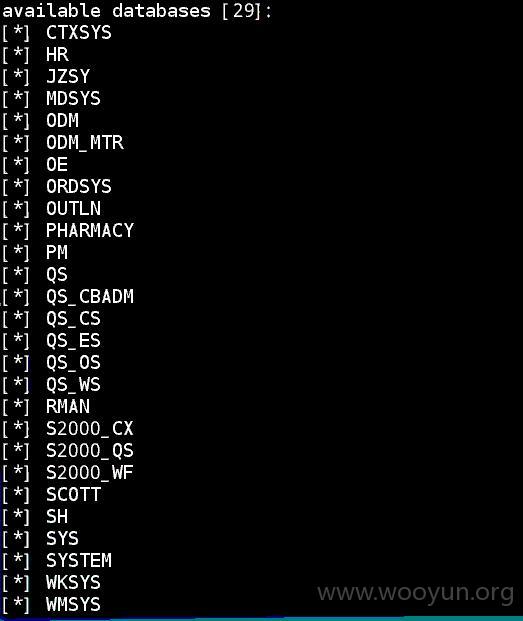 available databases [29]:
[*] CTXSYS
[*] HR
[*] JZSY
[*] MDSYS
[*] ODM
[*] ODM_MTR
[*] OE
[*] ORDSYS
[*] OUTLN
[*] PHARMACY
[*] PM
[*] QS
[*] QS_CBADM
[*] QS_CS
[*] QS_ES
[*] QS_OS
[*] QS_WS
[*] RMAN
[*] S2000_CX
[*] S2000_QS
[*] S2000_WF
[*] SCOTT
[*] SH
[*] SYS
[*] SYSTEM
[*] WKSYS
[*] WMSYS
www.wooyun.org